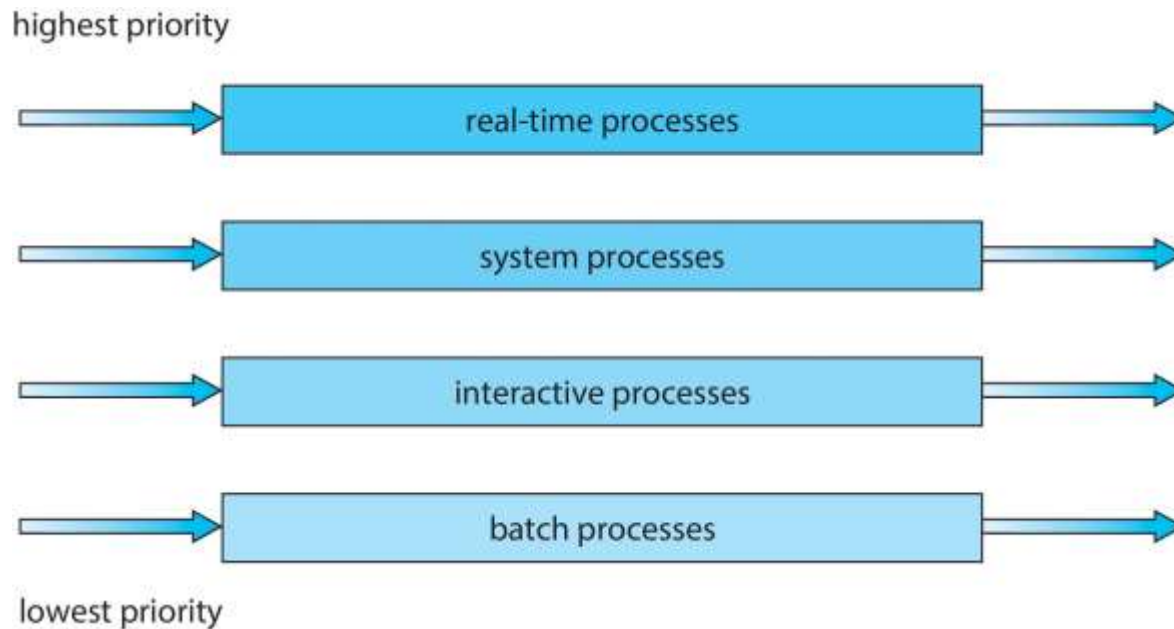 highest priority
real-time processes
system processes
interactive processes
batch processes
lowest priority